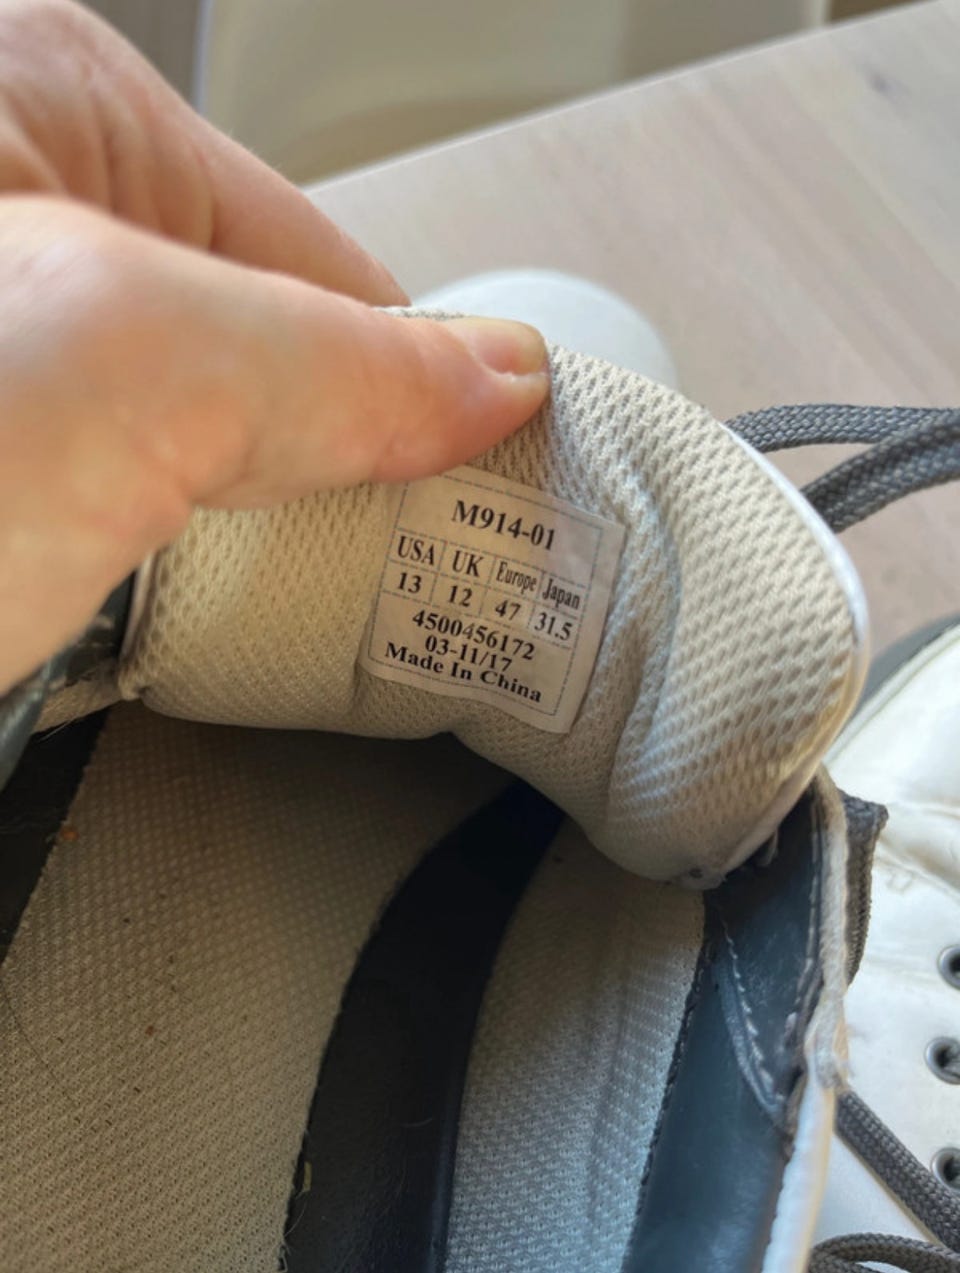 M914-01
USA UK Europe Japan
13 12 47 31.5
4500456172
03-11/17
Made In China